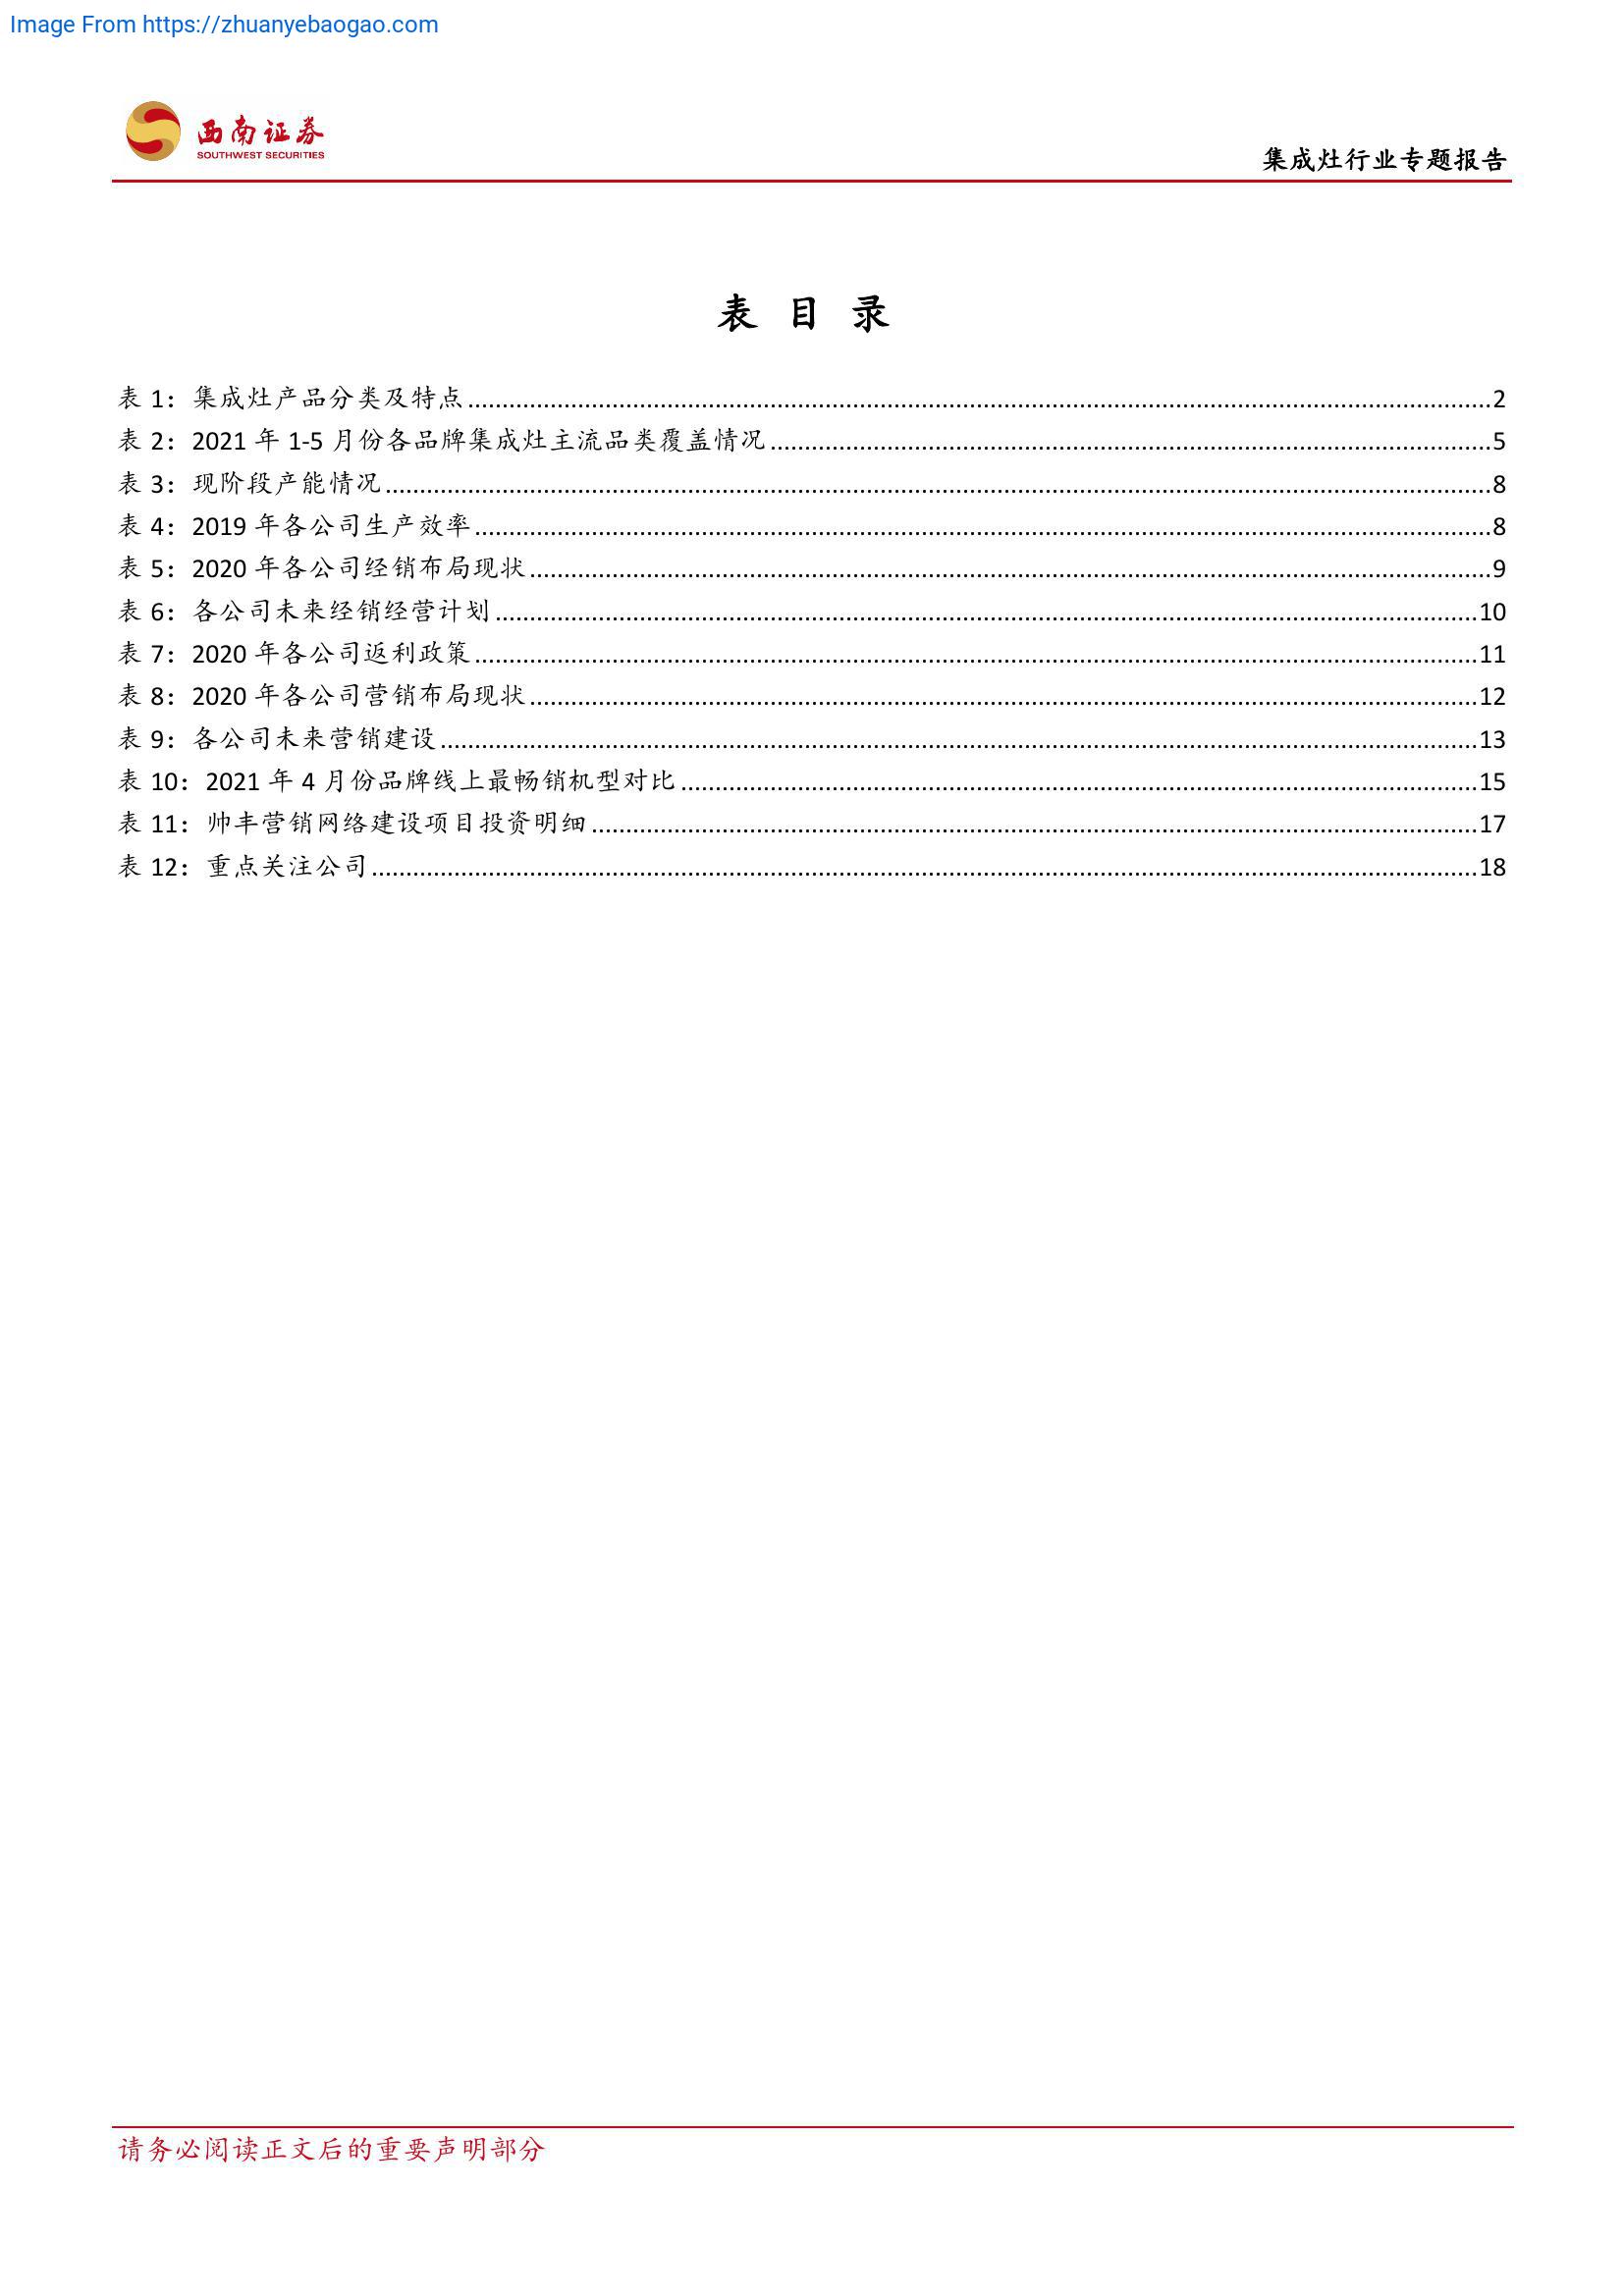 Image From https://zhuanyebaogao.com
西南证券
SOUTHWEST SECURITIES
集成灶行业专题报告
表 目 录
表 1：集成灶产品分类及特点 2
表 2：2021 年 1-5 月份各品牌集成灶主流品类覆盖情况 5
表 3：现阶段产能情况 8
表 4：2019 年各公司生产效率 8
表 5：2020 年各公司经销布局现状 9
表 6：各公司未来经销经营计划 10
表 7：2020 年各公司返利政策 11
表 8：2020 年各公司营销布局现状 12
表 9：各公司未来营销建设 13
表 10：2021 年 4 月份品牌线上最畅销机型对比 15
表 11：帅丰营销网络建设项目投资明细 17
表 12：重点关注公司 18
请务必阅读正文后的重要声明部分